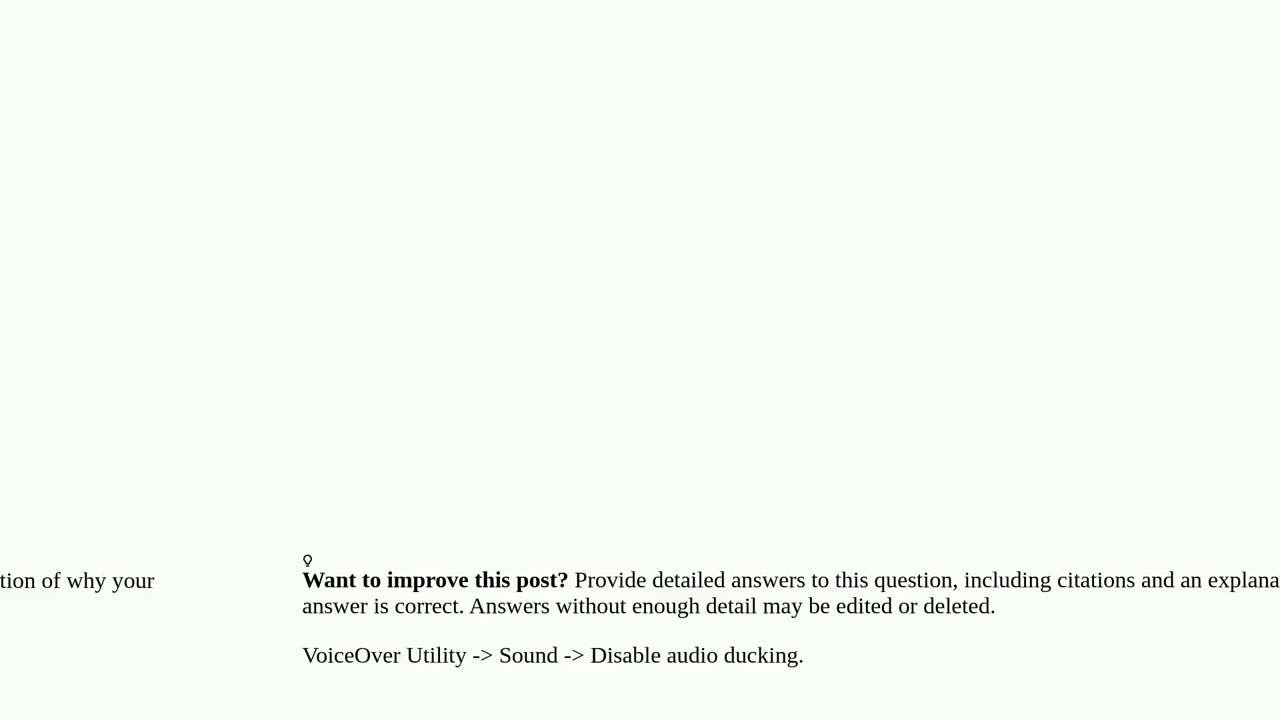 Want to improve this post? Provide detailed answers to this question, including citations and an explana
tion of why your
answer is correct. Answers without enough detail may be edited or deleted.
VoiceOver Utility -> Sound -> Disable audio ducking.